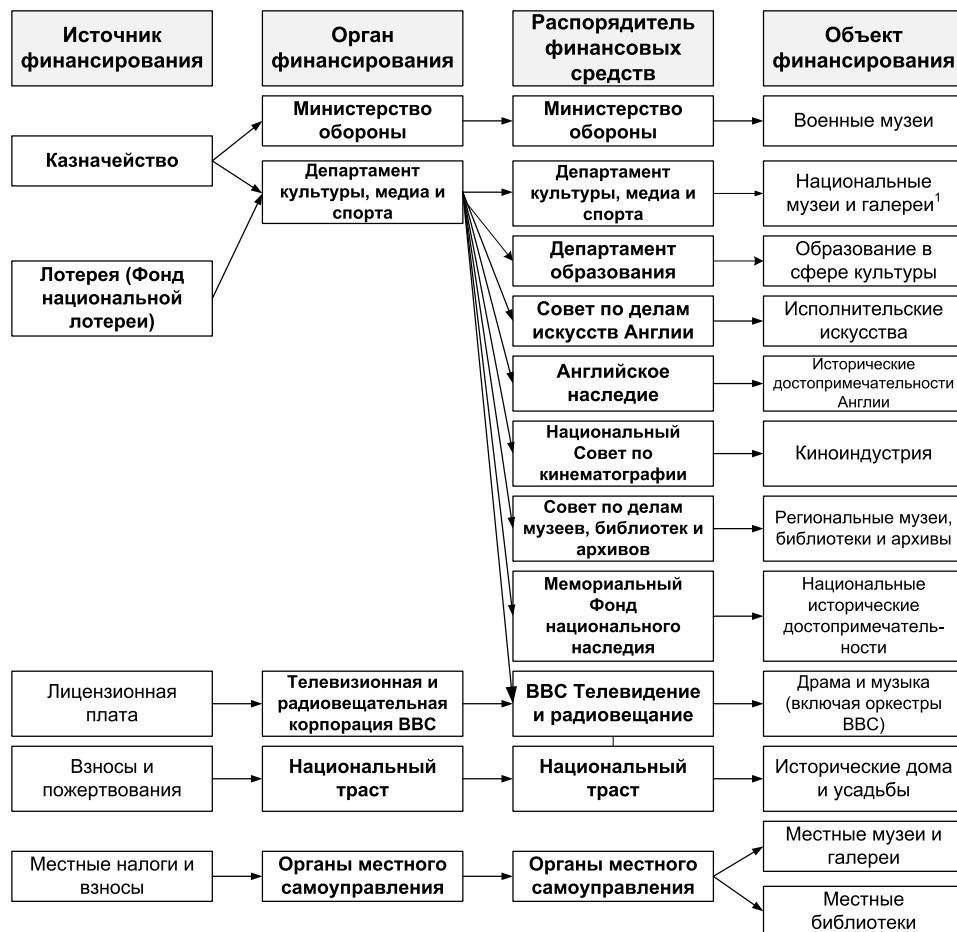 Источник
финансирования
Орган
финансирования
Распорядитель
финансовых
средств
Объект
финансирования
Казначейство
Министерство
обороны
Министерство
обороны
Военные музеи
Департамент
культуры, медиа и
спорта
Департамент
культуры, медиа и
спорта
Национальные
музеи и галереи¹
Лотерея (Фонд
национальной
лотереи)
Департамент
образования
Образование в
сфере культуры
Совет по делам
искусств Англии
Исполнительские
искусства
Английское
наследие
Исторические
достопримечательности
Англии
Национальный
Совет по
кинематографии
Киноиндустрия
Совет по делам
музеев, библиотек и
архивов
Региональные музеи,
библиотеки и архивы
Мемориальный
Фонд
национального
наследия
Национальные
исторические
достопримечатель-
ности
Лицензионная
плата
Телевизионная и
радиовещательная
корпорация ВВС
ВВС Телевидение
и радиовещание
Драма и музыка
(включая оркестры
ВВС)
Взносы и
пожертвования
Национальный
траст
Национальный
траст
Исторические дома
и усадьбы
Местные налоги и
взносы
Органы местного
самоуправления
Органы местного
самоуправления
Местные музеи и
галереи
Местные
библиотеки